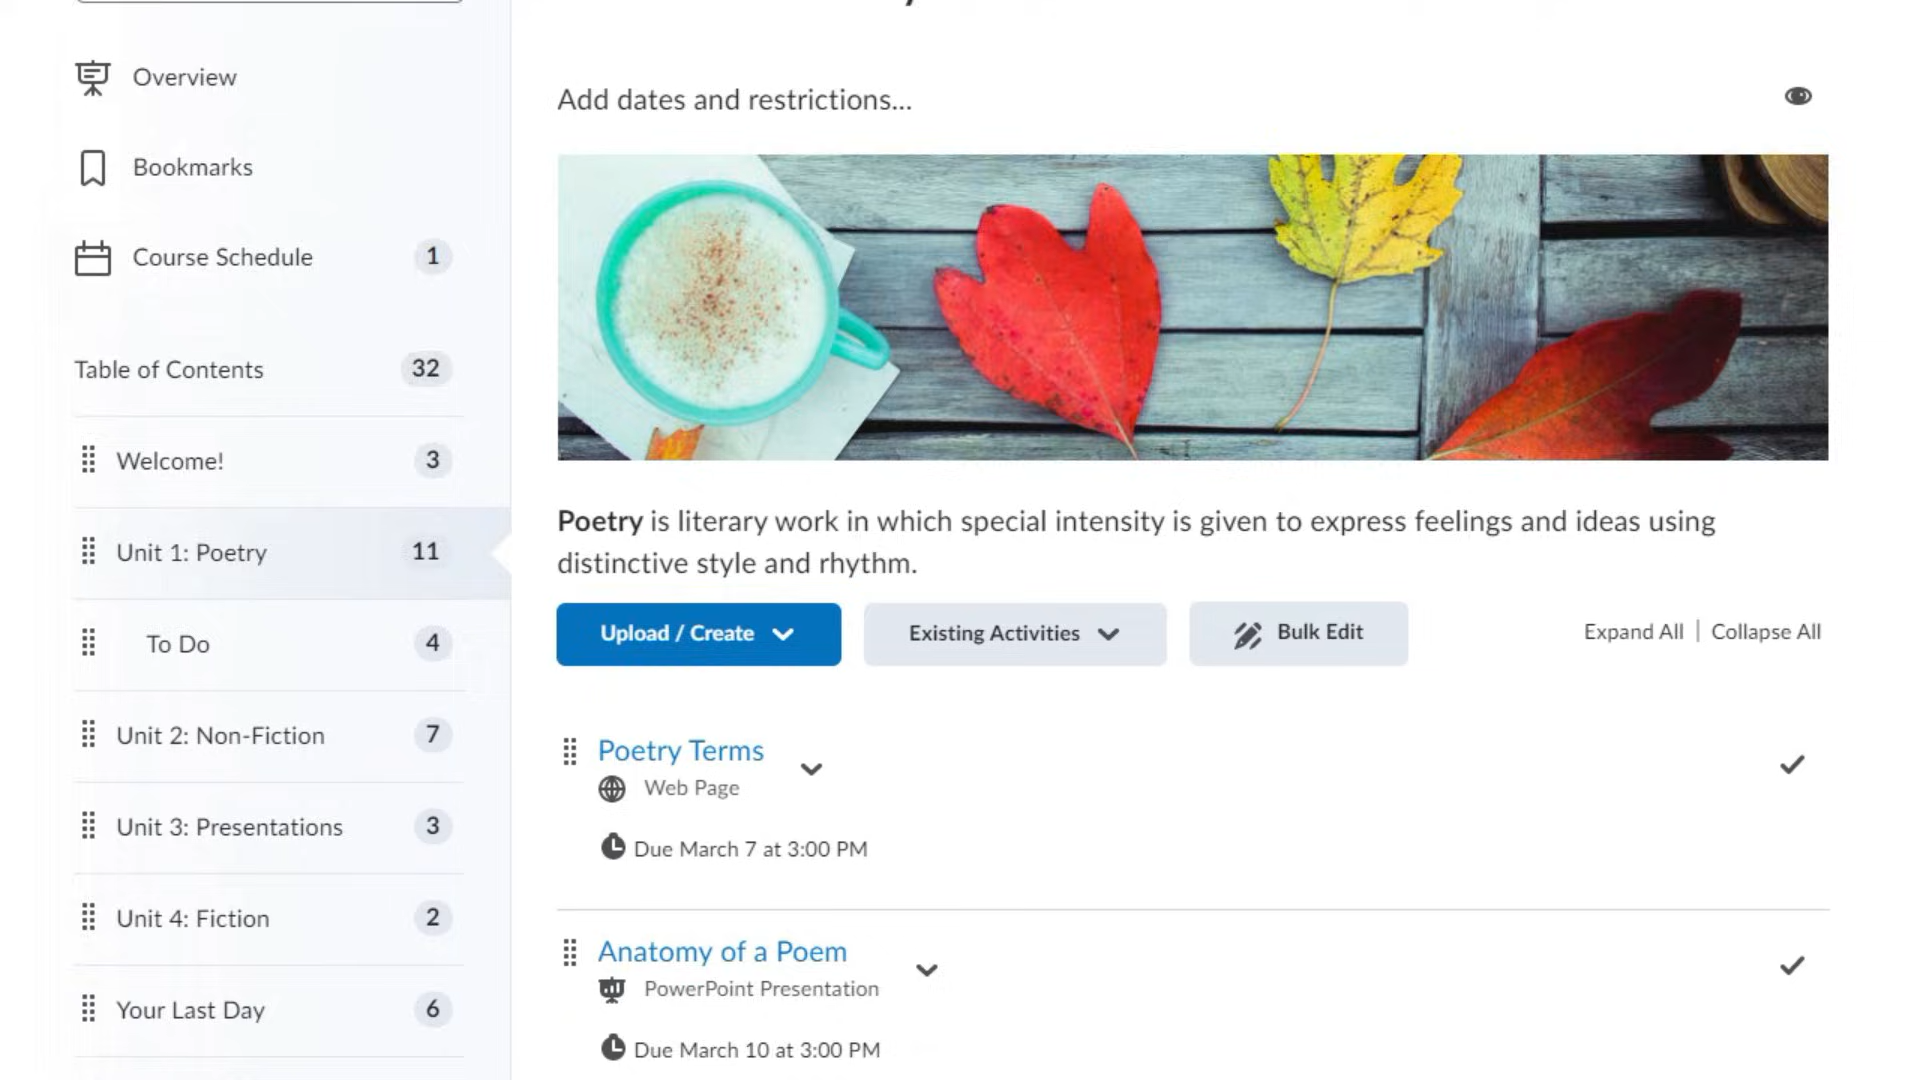 Overview
Bookmarks
Course Schedule 1
Table of Contents 32
Welcome! 3
Unit 1: Poetry 11
To Do 4
Unit 2: Non-Fiction 7
Unit 3: Presentations 3
Unit 4: Fiction 2
Your Last Day 6
Add dates and restrictions...
Poetry is literary work in which special intensity is given to express feelings and ideas using
distinctive style and rhythm.
Upload / Create Existing Activities Bulk Edit Expand All | Collapse All
Poetry Terms
Web Page
Due March 7 at 3:00 PM
Anatomy of a Poem
PowerPoint Presentation
Due March 10 at 3:00 PM